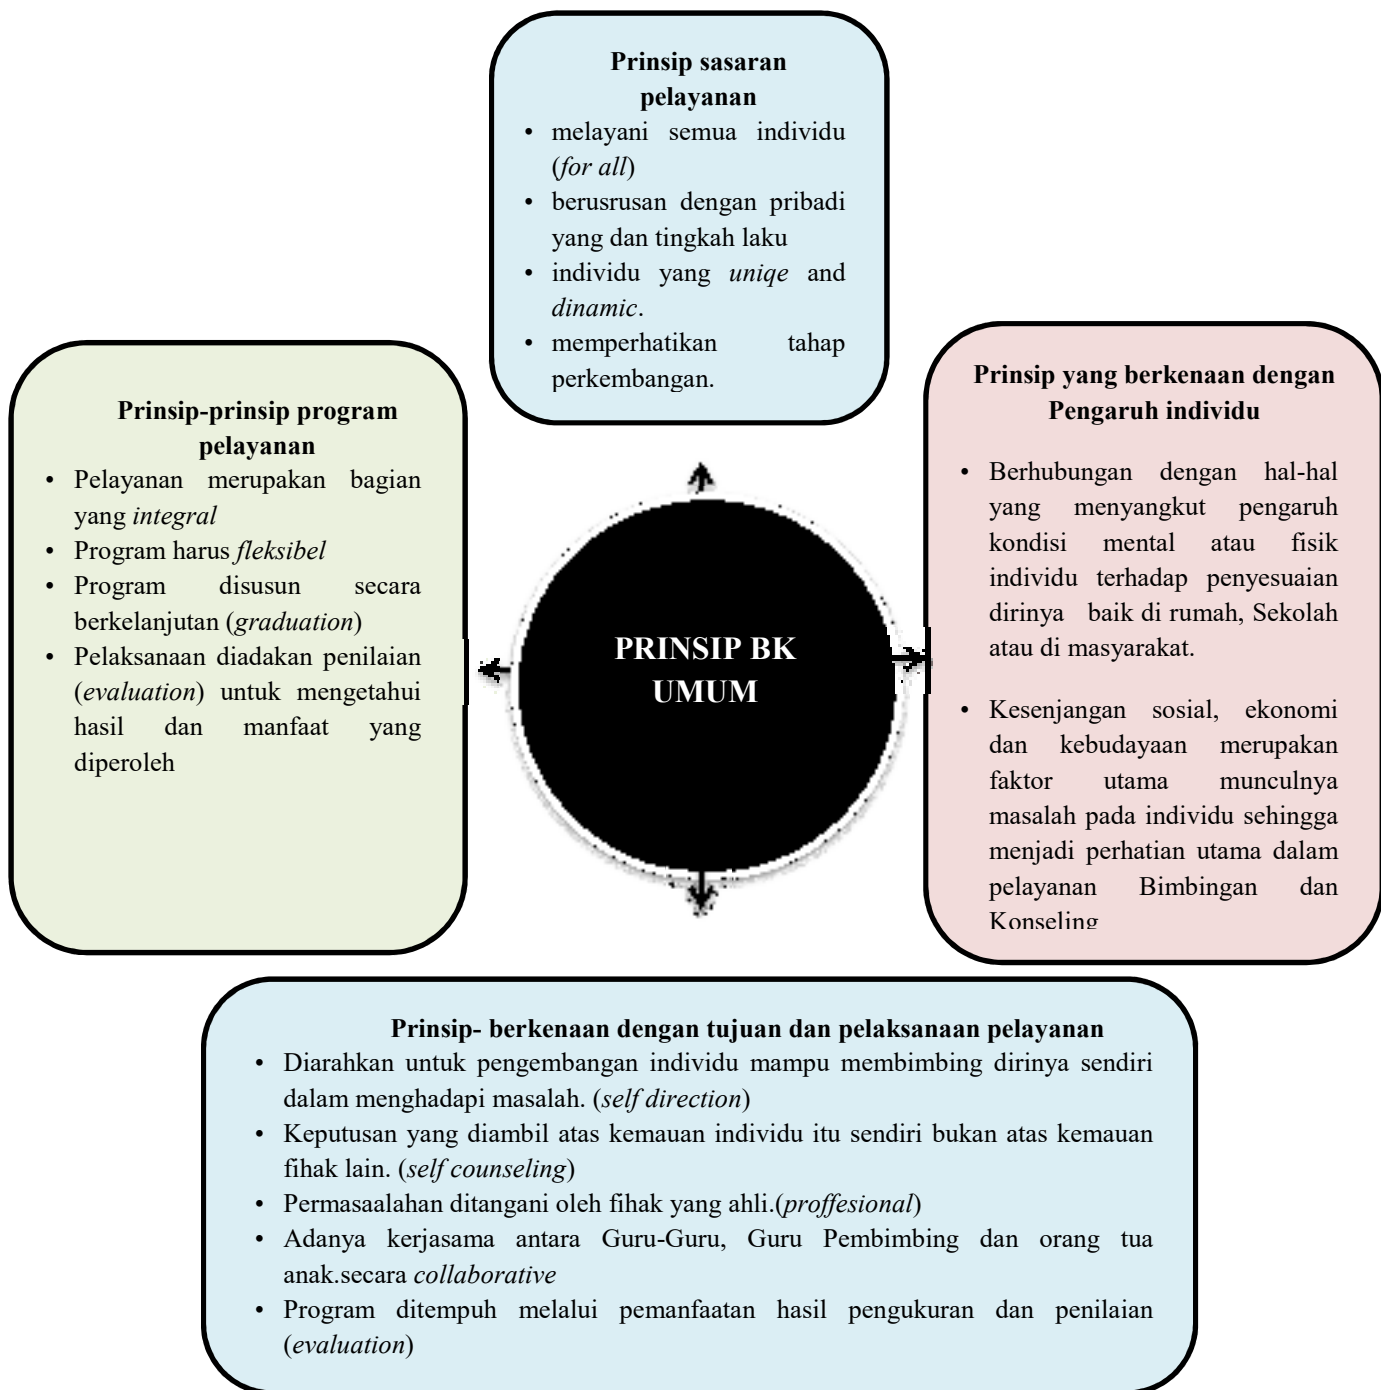 Prinsip sasaran
pelayanan
• melayani semua individu
(for all)
• berusrusan dengan pribadi
yang dan tingkah laku
• individu yang uniqe and
dinamic.
• memperhatikan tahap
perkembangan.
Prinsip-prinsip program
pelayanan
• Pelayanan merupakan bagian
yang integral
• Program harus fleksibel
• Program disusun secara
berkelanjutan (graduation)
• Pelaksanaan diadakan penilaian
(evaluation) untuk mengetahui
hasil dan manfaat yang
diperoleh
PRINSIP BK
UMUM
Prinsip yang berkenaan dengan
Pengaruh individu
• Berhubungan dengan hal-hal
yang menyangkut pengaruh
kondisi mental atau fisik
individu terhadap penyesuaian
dirinya baik di rumah, Sekolah
atau di masyarakat.
• Kesenjangan sosial, ekonomi
dan kebudayaan merupakan
faktor utama munculnya
masalah pada individu sehingga
menjadi perhatian utama dalam
pelayanan Bimbingan dan
Konseling
Prinsip- berkenaan dengan tujuan dan pelaksanaan pelayanan
• Diarahkan untuk pengembangan individu mampu membimbing dirinya sendiri
dalam menghadapi masalah. (self direction)
• Keputusan yang diambil atas kemauan individu itu sendiri bukan atas kemauan
fihak lain. (self counseling)
• Permasaalahan ditangani oleh fihak yang ahli.(proffesional)
• Adanya kerjasama antara Guru-Guru, Guru Pembimbing dan orang tua
anak.secara collaborative
• Program ditempuh melalui pemanfaatan hasil pengukuran dan penilaian
(evaluation)